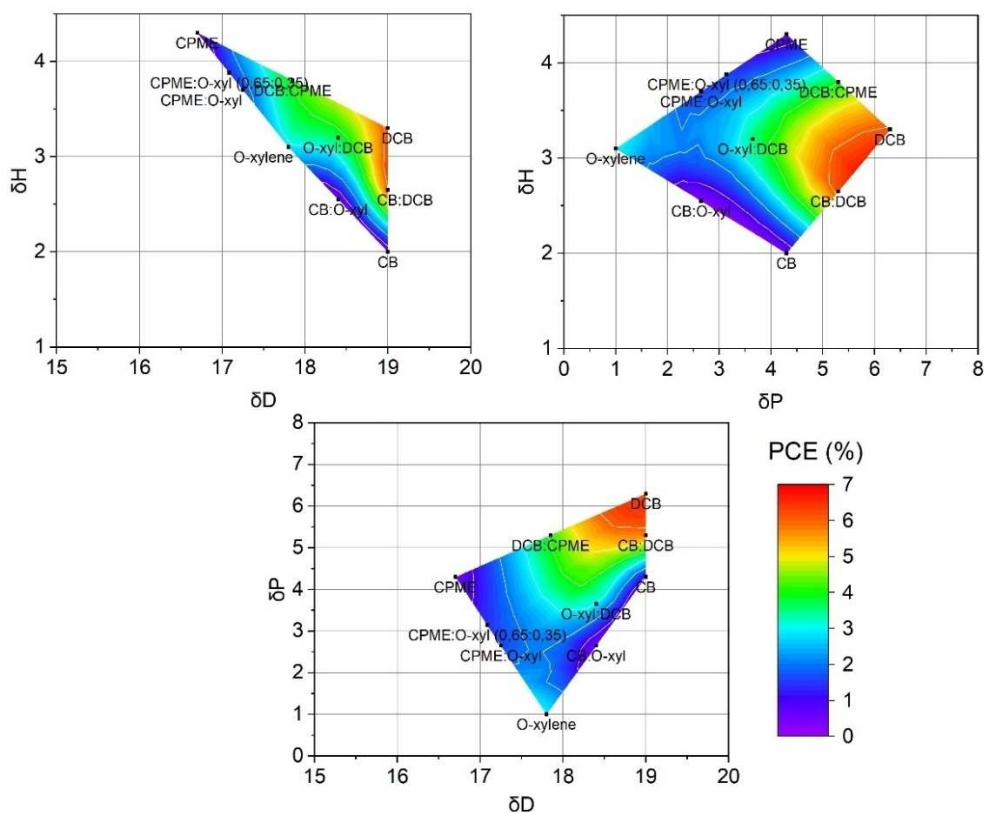 4
CPME
CPME:O-xyl (0,65:0,35)
CPME:O-xyl
DCB:CPME
3
DCB
O-xyl:DCB
O-xylene
CB:DCB
CB:O-xyl
2
CB
1
δH
15 16 17 18 19 20
δD
4
CPME
CPME:O-xyl (0,65:0,35)
CPME:O-xyl
DCB:CPME
3
DCB
O-xyl:DCB
O-xylene
CB:DCB
CB:O-xyl
2
CB
1
δH
0 1 2 3 4 5 6 7 8
δP
8
7
6
DCB
5
DCB:CPME
CB:DCB
4
CPME
CB
O-xyl:DCB
3
CPME:O-xyl (0,65:0,35)
CPME:O-xyl
CB:O-xyl
2
1
O-xylene
0
δP
15 16 17 18 19 20
δD
PCE (%)
7
6
5
4
3
2
1
0